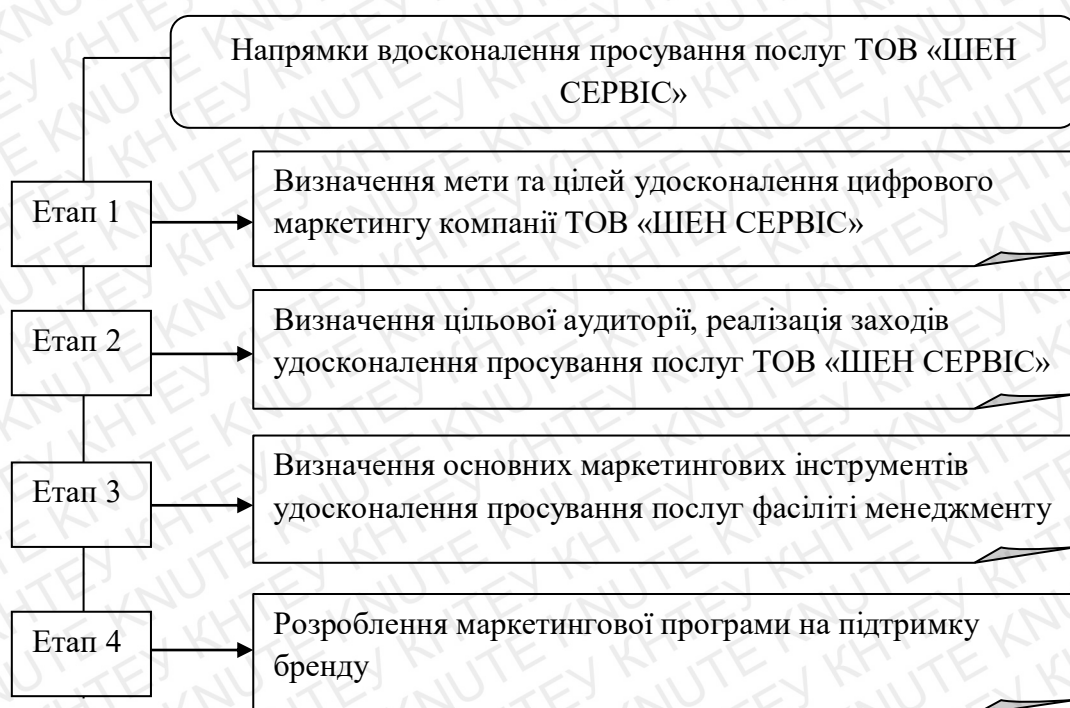 Напрямки вдосконалення просування послуг ТОВ «ШЕН
СЕРВІС»
Етап 1
Визначення мети та цілей удосконалення цифрового
маркетингу компанії ТОВ «ШЕН СЕРВІС»
Етап 2
Визначення цільової аудиторії, реалізація заходів
удосконалення просування послуг ТОВ «ШЕН СЕРВІС»
Етап 3
Визначення основних маркетингових інструментів
удосконалення просування послуг фасіліті менеджменту
Етап 4
Розроблення маркетингової програми на підтримку
бренду